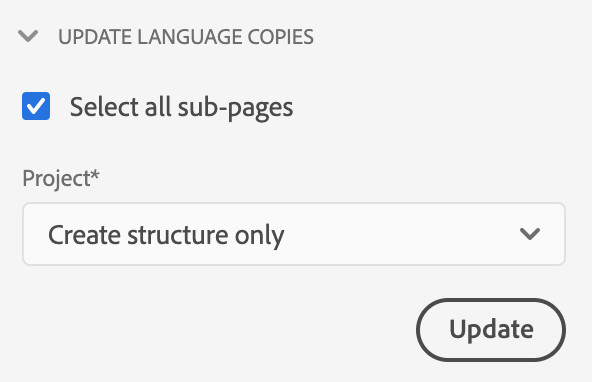 UPDATE LANGUAGE COPIES
Select all sub-pages
Project*
Create structure only
Update